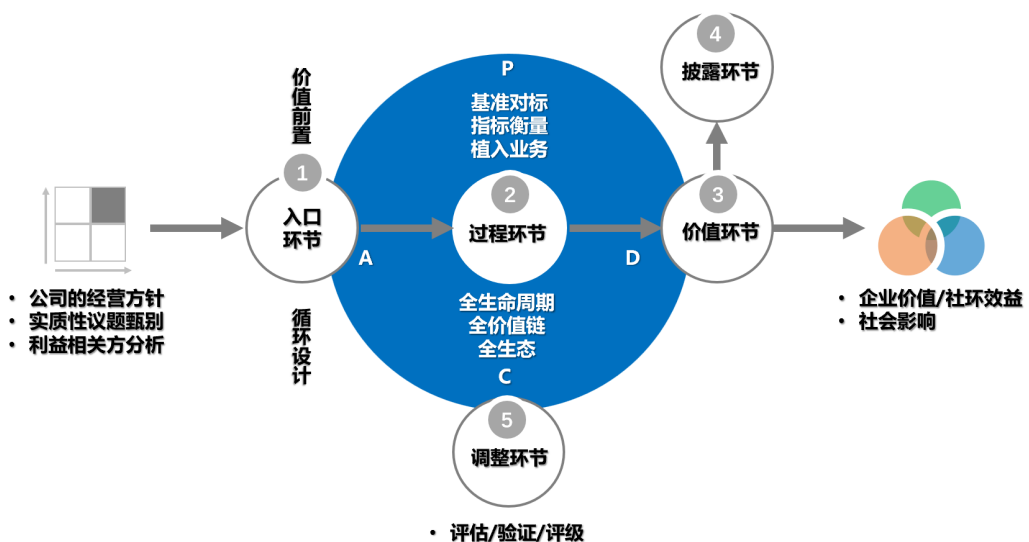 4
披露环节
P
价值前置
基准对标
指标衡量
植入业务
1
入口
环节
2
过程环节
3
价值环节
A
D
• 公司的经营方针
• 实质性议题甄别
• 利益相关方分析
循环设计
全生命周期
全价值链
全生态
C
• 企业价值/社环效益
• 社会影响
5
调整环节
• 评估/验证/评级